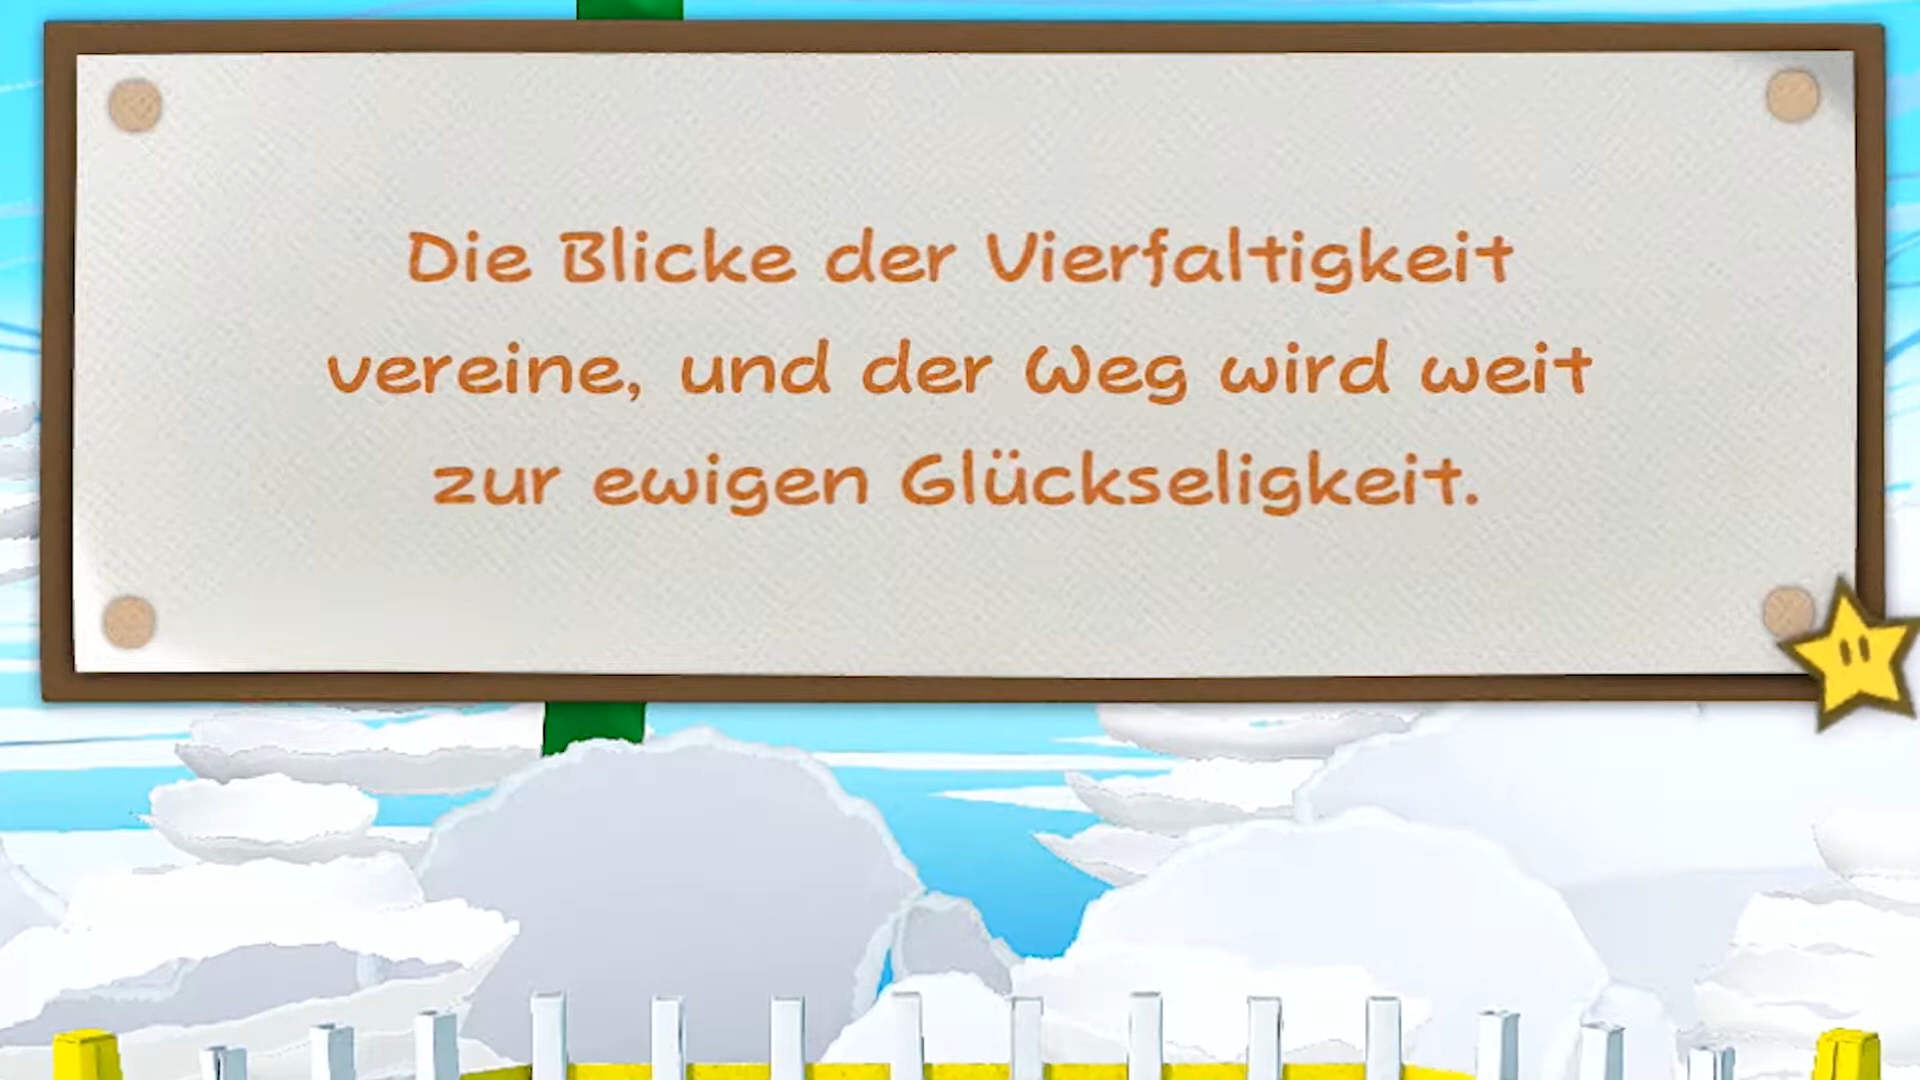 Die Blicke der Vierfaltigkeit
vereine, und der Weg wird weit
zur ewigen Glückseligkeit.